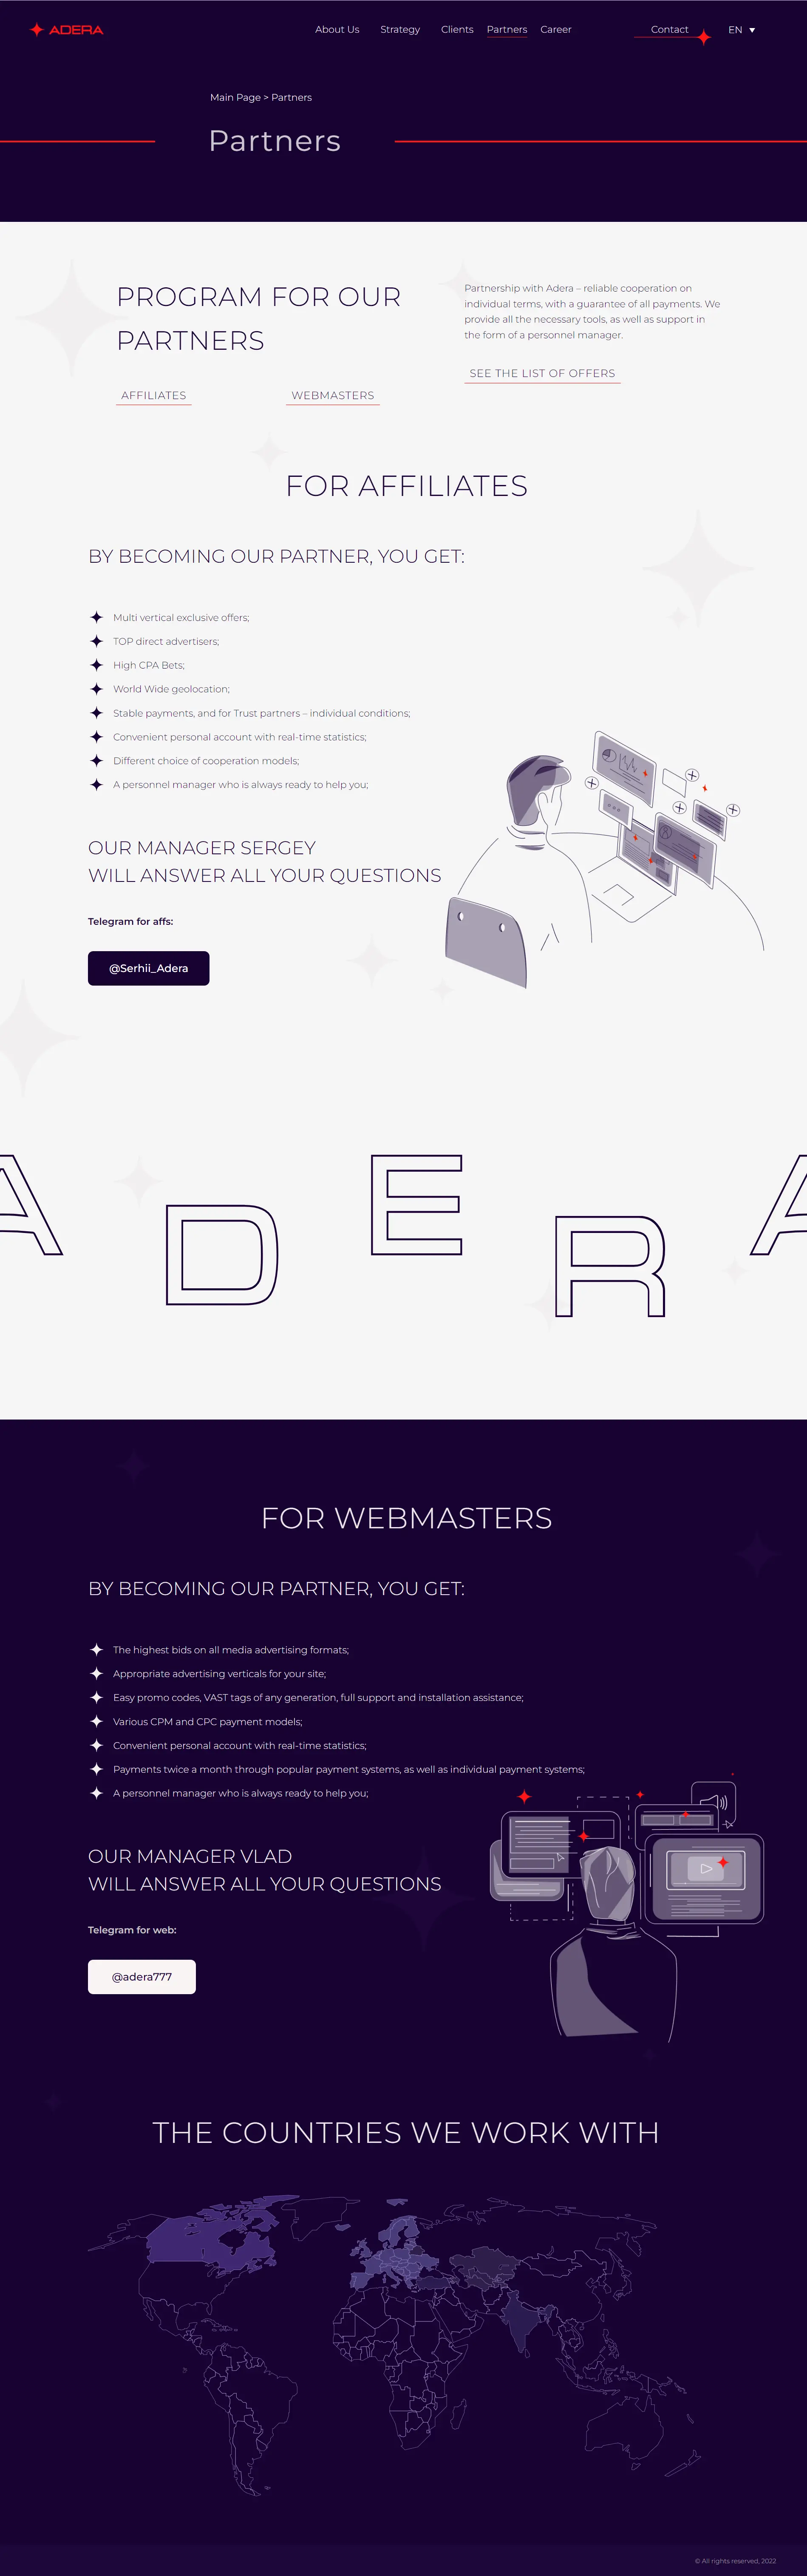 ADERA
About Us Strategy Clients Partners Career Contact EN
Main Page > Partners
Partners
PROGRAM FOR OUR
PARTNERS
AFFILIATES WEBMASTERS
Partnership with Adera – reliable cooperation on
individual terms, with a guarantee of all payments. We
provide all the necessary tools, as well as support in
the form of a personnel manager.
SEE THE LIST OF OFFERS
FOR AFFILIATES
BY BECOMING OUR PARTNER, YOU GET:
Multi vertical exclusive offers;
TOP direct advertisers;
High CPA Bets;
World Wide geolocation;
Stable payments, and for Trust partners – individual conditions;
Convenient personal account with real-time statistics;
Different choice of cooperation models;
A personnel manager who is always ready to help you;
OUR MANAGER SERGEY
WILL ANSWER ALL YOUR QUESTIONS
Telegram for affs:
@Serhii_Adera
A D E R A
FOR WEBMASTERS
BY BECOMING OUR PARTNER, YOU GET:
The highest bids on all media advertising formats;
Appropriate advertising verticals for your site;
Easy promo codes, VAST tags of any generation, full support and installation assistance;
Various CPM and CPC payment models;
Convenient personal account with real-time statistics;
Payments twice a month through popular payment systems, as well as individual payment systems;
A personnel manager who is always ready to help you;
OUR MANAGER VLAD
WILL ANSWER ALL YOUR QUESTIONS
Telegram for web:
@adera777
THE COUNTRIES WE WORK WITH
© All rights reserved, 2022